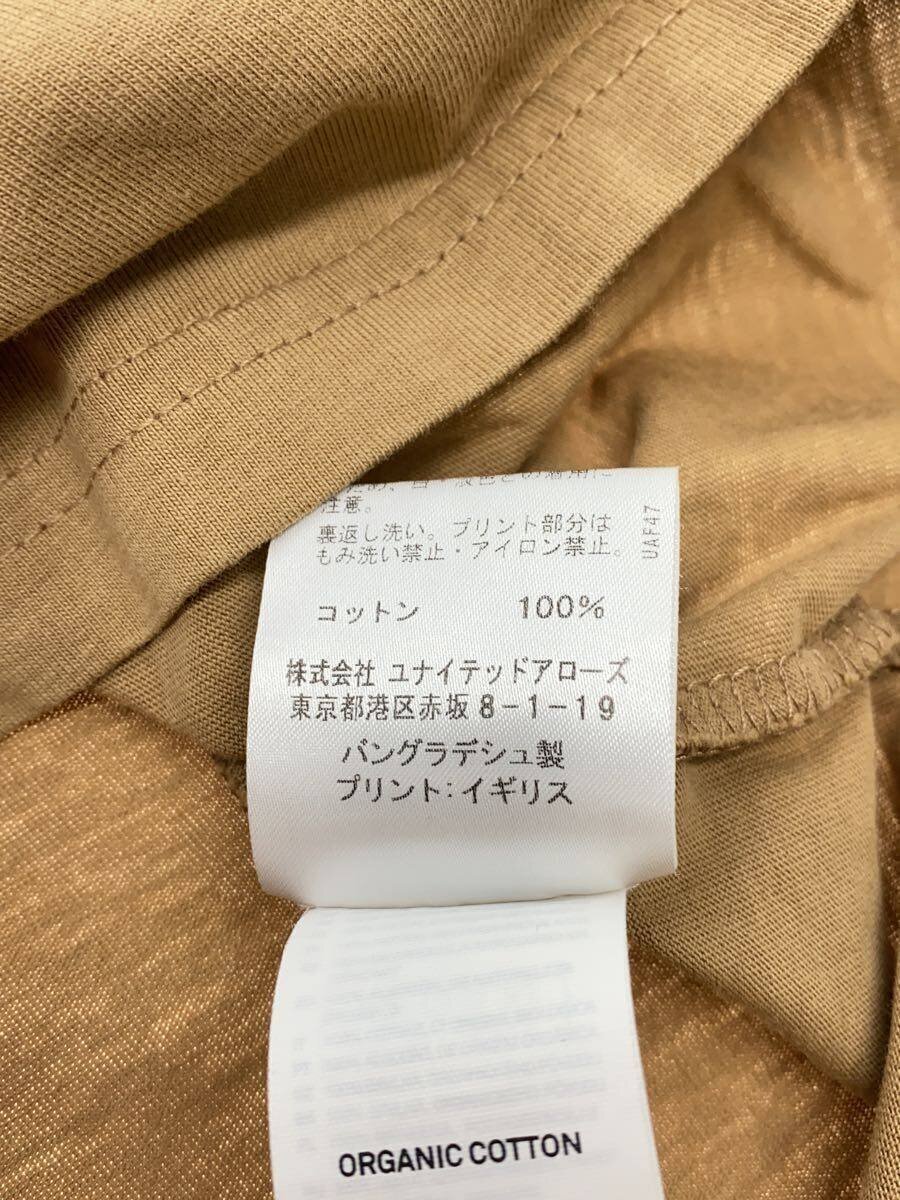 注意。
裏返し洗い。プリント部分は
もみ洗い禁止・アイロン禁止。
UAF47
コットン 100%
株式会社 ユナイテッドアローズ
東京都港区赤坂8-1-19
バングラデシュ製
プリント:イギリス
ORGANIC COTTON